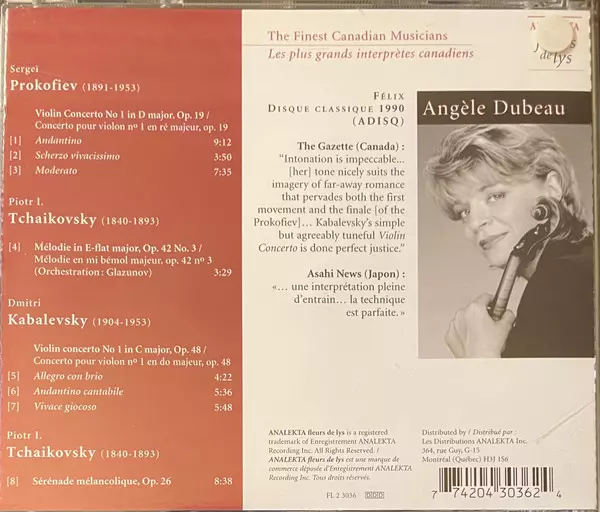 Sergeï
Prokofiev (1891-1953)
Violin Concerto No 1 in D major, Op. 19 /
Concerto pour violon nº 1 en ré majeur, op. 19
[1] Andantino 9:12
[2] Scherzo vivacissimo 3:50
[3] Moderato 7:35
Piotr I.
Tchaikovsky (1840-1893)
[4] Mélodie in E-flat major, Op. 42 No. 3 /
Mélodie en mi bémol majeur, op. 42 nº 3
(Orchestration : Glazunov) 3:29
Dmitri
Kabalevsky (1904-1953)
Violin concerto No 1 in C major, Op. 48 /
Concerto pour violon nº 1 en do majeur, op. 48
[5] Allegro con brio 4:22
[6] Andantino cantabile 5:36
[7] Vivace giocoso 5:48
Piotr I.
Tchaikovsky (1840-1893)
[8] Sérénade mélancolique, Op. 26 8:38
The Finest Canadian Musicians
Les plus grands interprètes canadiens
Félix
Disque classique 1990
(ADISQ)
The Gazette (Canada) :
“Intonation is impeccable...
[her] tone nicely suits the
imagery of far-away romance
that pervades both the first
movement and the finale [of the
Prokofiev]... Kabalevsky's simple
but agreeably tuneful Violin
Concerto is done perfect justice.”
Asahi News (Japon) :
«... une interprétation pleine
d'entrain... la technique
est parfaite. »
de lys
Angèle Dubeau
ANALEKTA fleurs de lys is a registered
trademark of Enregistrement ANALEKTA
Recording Inc. All Rights Reserved. /
ANALEKTA fleurs de lys est une marque de
commerce déposée d'Enregistrement ANALEKTA
Recording Inc. Tous droits réservés.
FL 2 3036 DDD
Distributed by / Distribué par :
Les Distributions ANALEKTA Inc.
364, rue Guy, G-15
Montréal (Québec) H3J 1S6
7 74204 30362 4